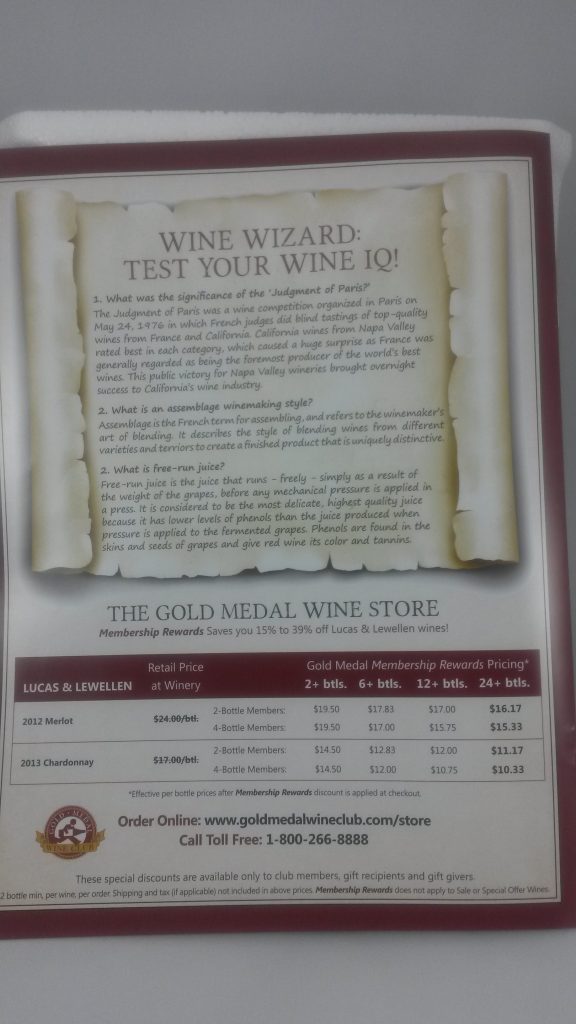 WINE WIZARD:
TEST YOUR WINE IQ!
1. What was the significance of the 'Judgment of Paris?'
The Judgment of Paris was a wine competition organized in Paris on
May 24, 1976 in which French judges did blind tastings of top-quality
wines from France and California. California wines from Napa Valley
rated best in each category, which caused a huge surprise as France was
generally regarded as being the foremost producer of the world's best
wines. This public victory for Napa Valley wineries brought overnight
success to California's wine industry.
2. What is an assemblage winemaking style?
Assemblage is the French term for assembling, and refers to the winemaker's
art of blending. It describes the style of blending wines from different
varieties and terriors to create a finished product that is uniquely distinctive.
2. What is free-run juice?
Free-run juice is the juice that runs - freely - simply as a result of
the weight of the grapes, before any mechanical pressure is applied in
a press. It is considered to be the most delicate, highest quality juice
because it has lower levels of phenols than the juice produced when
pressure is applied to the fermented grapes. Phenols are found in the
skins and seeds of grapes and give red wine its color and tannins.
THE GOLD MEDAL WINE STORE
Membership Rewards Saves you 15% to 39% off Lucas & Lewellen wines!
Retail Price Gold Medal Membership Rewards Pricing*
LUCAS & LEWELLEN at Winery 2+ btls. 6+ btls. 12+ btls. 24+ btls.
2012 Merlot $24.00/btl. 2-Bottle Members: $19.50 $17.83 $17.00 $16.17
4-Bottle Members: $19.50 $17.00 $15.75 $15.33
2013 Chardonnay $17.00/btl. 2-Bottle Members: $14.50 $12.83 $12.00 $11.17
4-Bottle Members: $14.50 $12.00 $10.75 $10.33
*Effective per bottle prices after Membership Rewards discount is applied at checkout.
GOLD MEDAL
WINE CLUB
Order Online: www.goldmedalwineclub.com/store
Call Toll Free: 1-800-266-8888
These special discounts are available only to club members, gift recipients and gift givers.
2 bottle min, per wine, per order. Shipping and tax (if applicable) not included in above prices. Membership Rewards does not apply to Sale or Special Offer Wines.